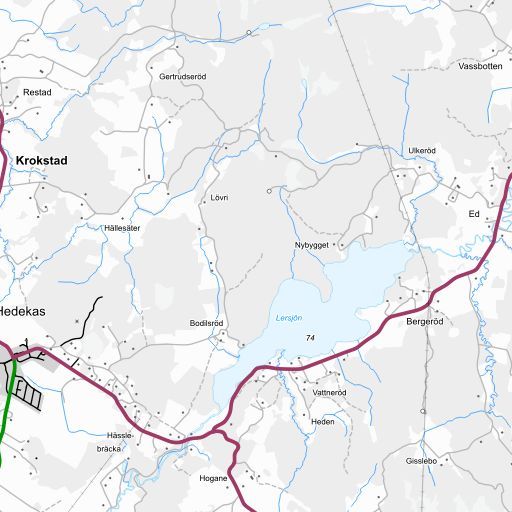 Vassbotten
Gertrudseröd
Restad
Ulkeröd
Krokstad
Lövri
Ed
Hällesäter
Nybygget
Hedekas
Lersjön
Bodilsröd
Bergeröd
74
Vattneröd
Heden
Hässle-
bräcka
Gisslebo
Hogane